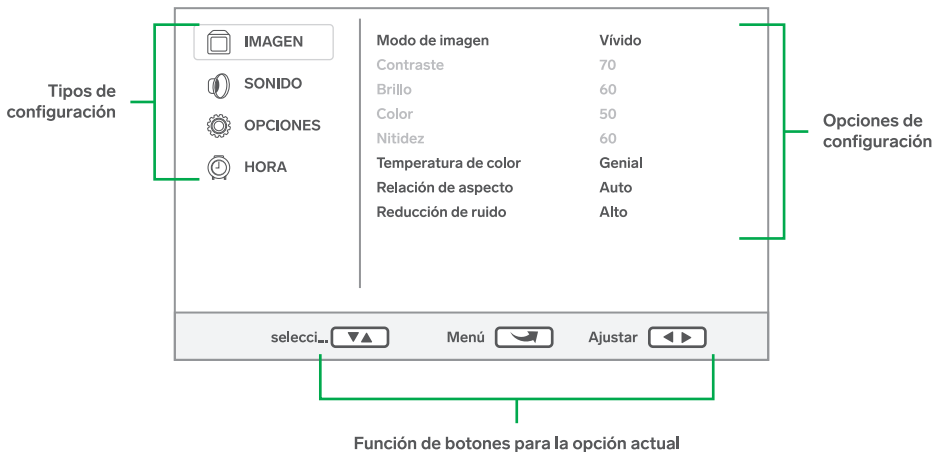 Tipos de
configuración
IMAGEN
SONIDO
OPCIONES
HORA
Modo de imagen Vívido
Contraste 70
Brillo 60
Color 50
Nitidez 60
Temperatura de color Genial
Relación de aspecto Auto
Reducción de ruido Alto
Opciones de
configuración
selecci... Menú Ajustar
Función de botones para la opción actual